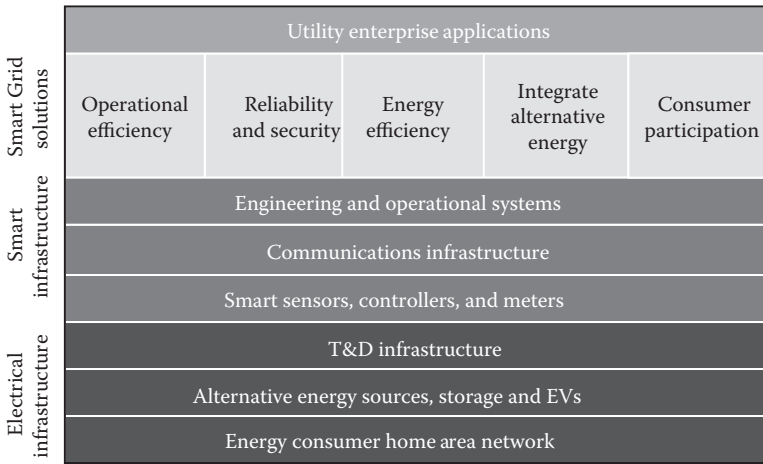 Utility enterprise applications
Smart Grid
solutions
Operational
efficiency
Reliability
and security
Energy
efficiency
Integrate
alternative
energy
Consumer
participation
Smart
infrastructure
Engineering and operational systems
Communications infrastructure
Smart sensors, controllers, and meters
Electrical
infrastructure
T&D infrastructure
Alternative energy sources, storage and EVs
Energy consumer home area network